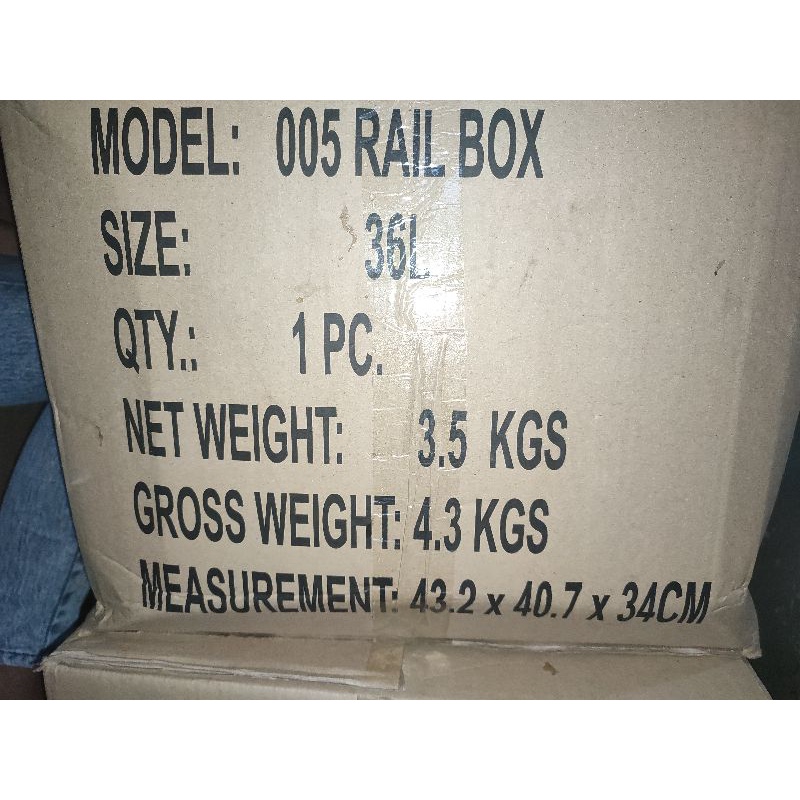 MODEL: 005 RAIL BOX
SIZE: 36L
QTY.: 1 PC.
NET WEIGHT: 3.5 KGS
GROSS WEIGHT: 4.3 KGS
MEASUREMENT: 43.2 x 40.7 x 34CM